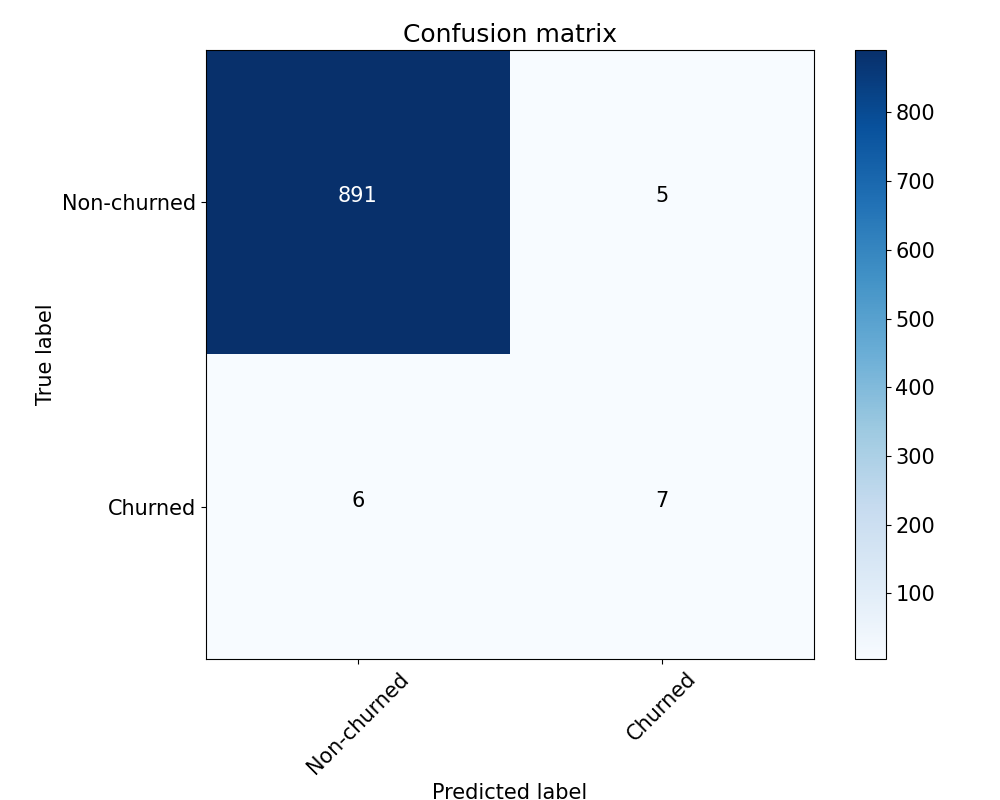 Confusion matrix
True label
Non-churned
Churned
891
5
6
7
Non-churned
Churned
Predicted label
800
700
600
500
400
300
200
100